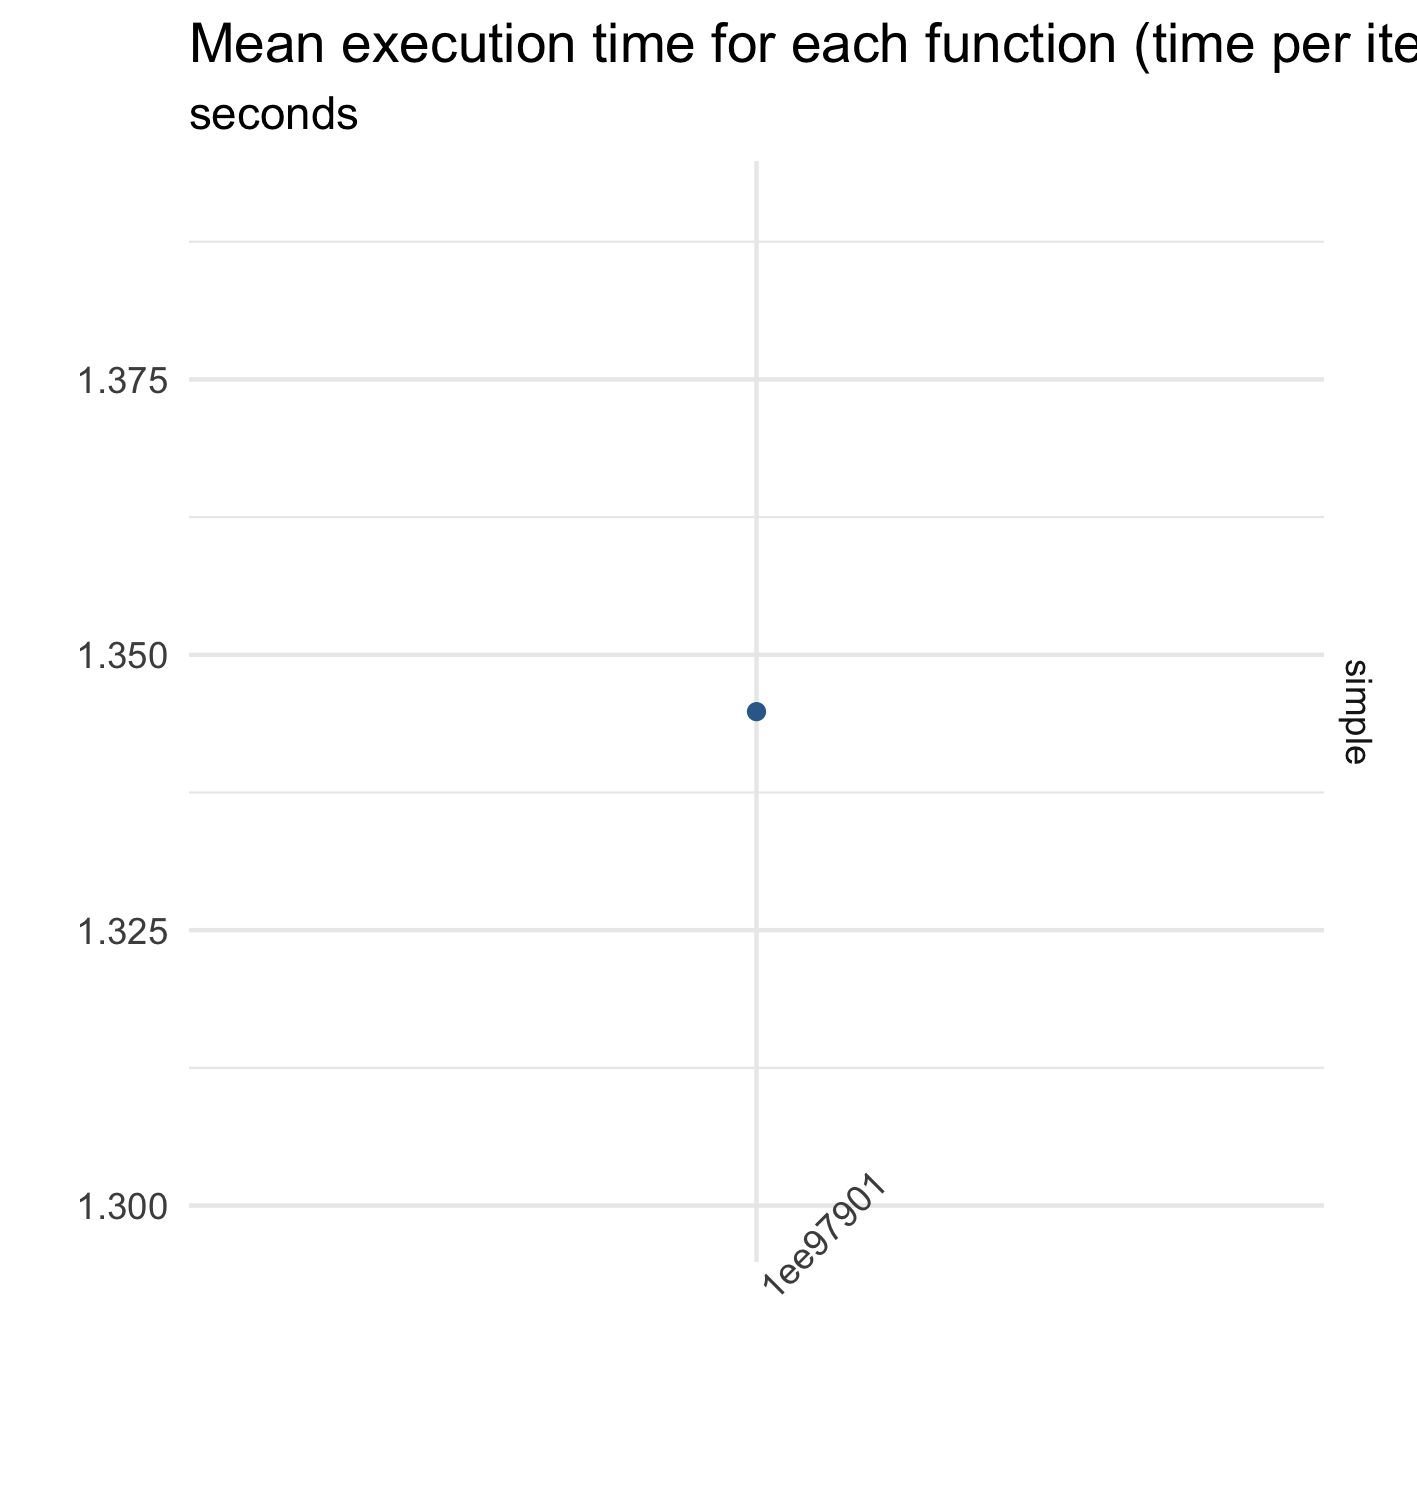 Mean execution time for each function (time per ite
seconds
1.375
1.350
1.325
1.300
simple
1ee97901